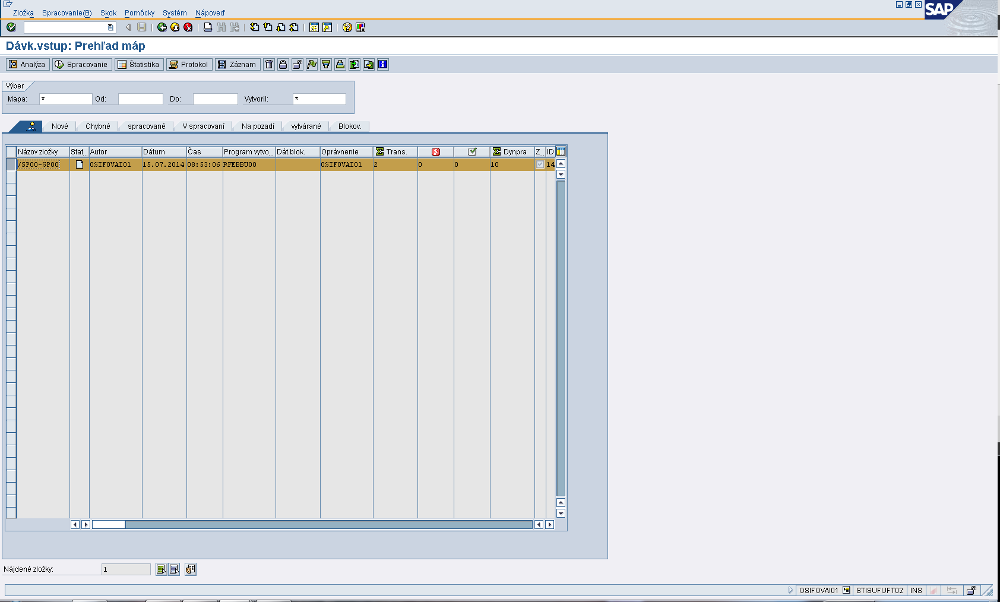 Zložka Spracovanie(B) Skok Pomôcky Systém Nápoveď
SAP
Dávk.vstup: Prehľad máp
Analýza Spracovanie Štatistika Protokol Záznam
Výber
Mapa: * Od: Do: Vytvoril: *
Nové Chybné spracované V spracovaní Na pozadí vytvárané Blokov.
Názov zložky Stat... Autor Dátum Čas Program vytvo... Dát.blok. Oprávnenie Σ Trans. Σ Dynpra Z... ID
/SP00-SP00 OSIFOVAI01 15.07.2014 08:53:06 RFEBBU00 OSIFOVAI01 2 0 0 10 14
Nájdené zložky: 1
OSIFOVAI01 STISUFUFT02 INS